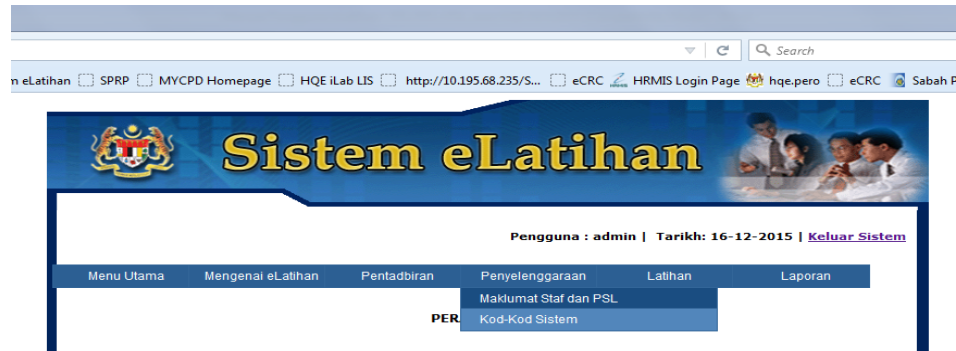 Search
n eLatihan SPRP MYCPD Homepage HQE iLab LIS http://10.195.68.235/S... eCRC HRMIS Login Page hqe.pero eCRC Sabah P
Sistem eLatihan
Pengguna : admin | Tarikh: 16-12-2015 | Keluar Sistem
Menu Utama Mengenai eLatihan Pentadbiran Penyelenggaraan Latihan Laporan
Maklumat Staf dan PSL
PER
Kod-Kod Sistem